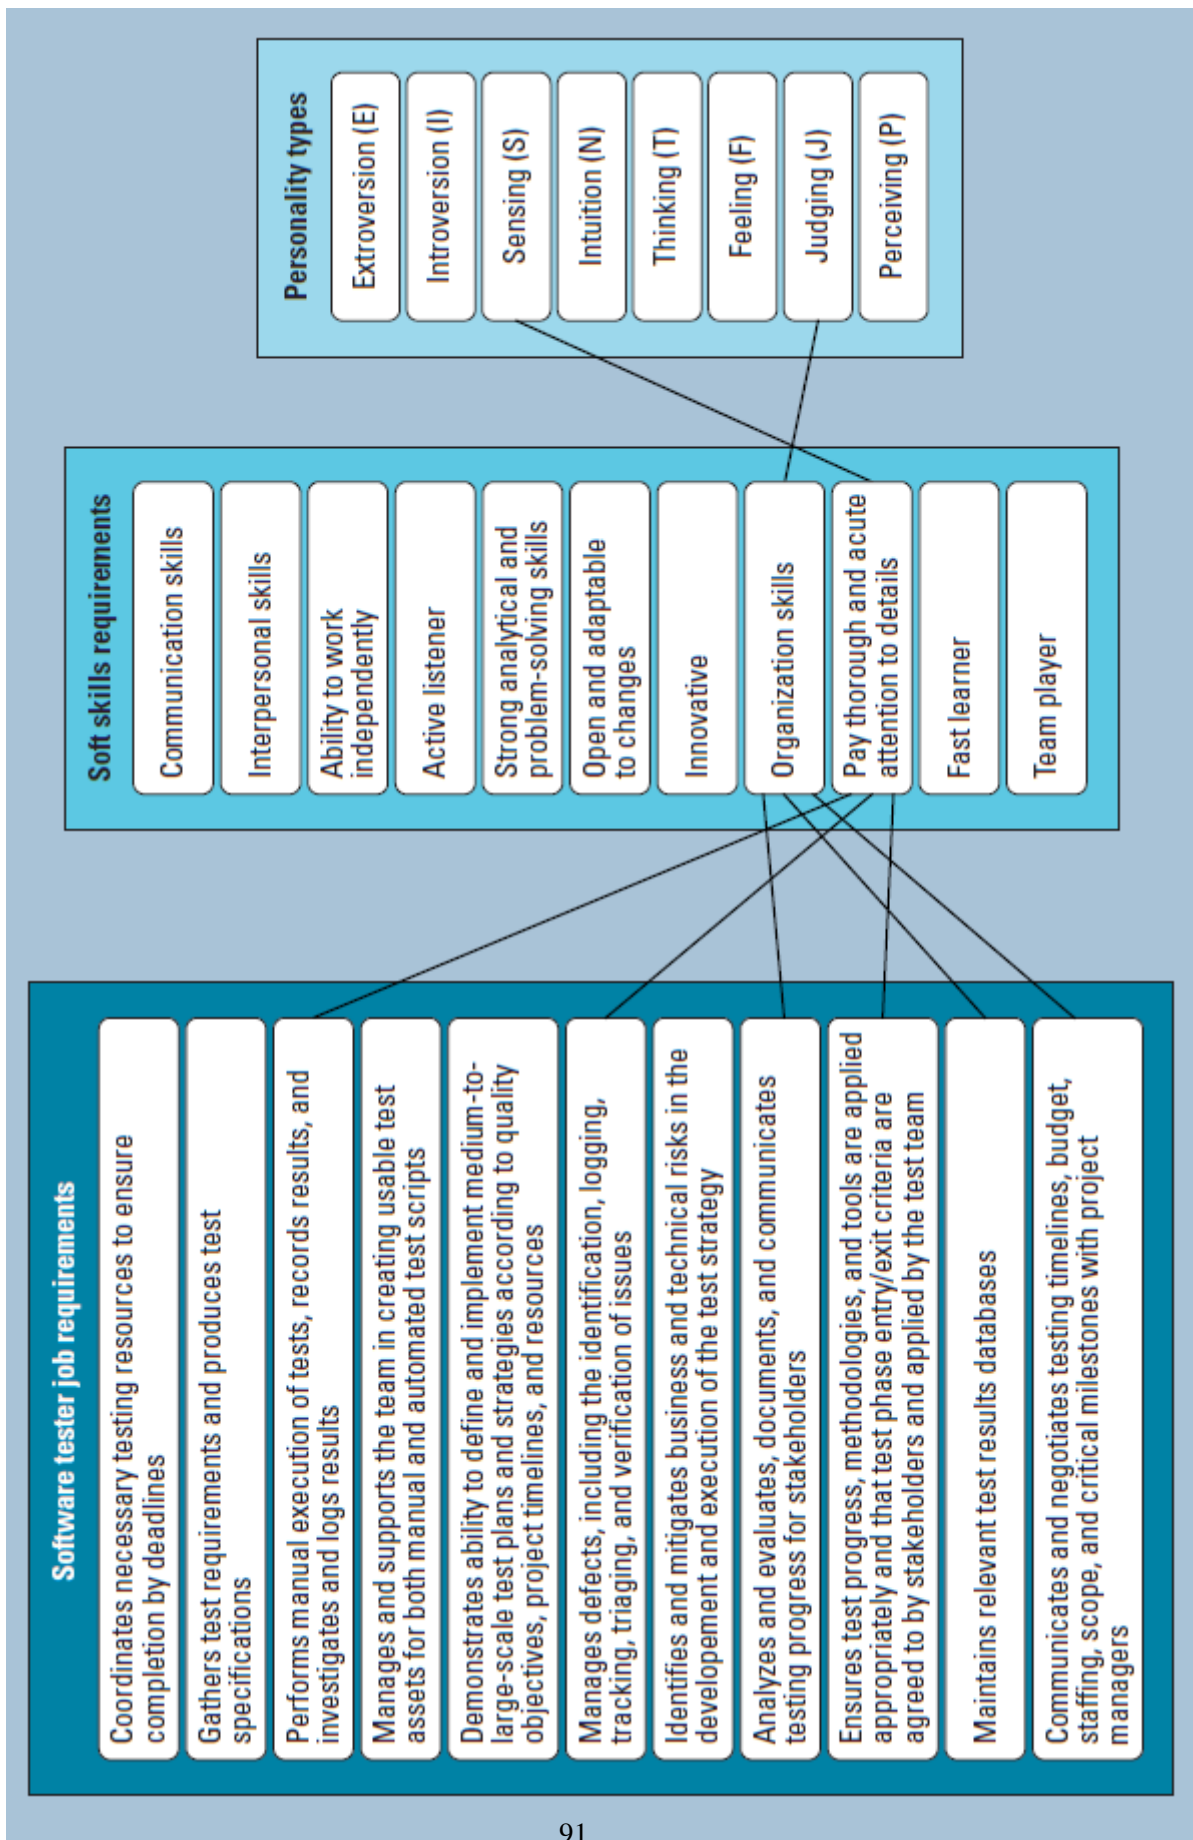 Software tester job requirements
Coordinates necessary testing resources to ensure
completion by deadlines
Gathers test requirements and produces test
specifications
Performs manual execution of tests, records results, and
investigates and logs results
Manages and supports the team in creating usable test
assets for both manual and automated test scripts
Demonstrates ability to define and implement medium-to-
large-scale test plans and strategies according to quality
objectives, project timelines, and resources
Manages defects, including the identification, logging,
tracking, triaging, and verification of issues
Identifies and mitigates business and technical risks in the
developement and execution of the test strategy
Analyzes and evaluates, documents, and communicates
testing progress for stakeholders
Ensures test progress, methodologies, and tools are applied
appropriately and that test phase entry/exit criteria are
agreed to by stakeholders and applied by the test team
Maintains relevant test results databases
Communicates and negotiates testing timelines, budget,
staffing, scope, and critical milestones with project
managers
Soft skills requirements
Communication skills
Interpersonal skills
Ability to work
independently
Active listener
Strong analytical and
problem-solving skills
Open and adaptable
to changes
Innovative
Organization skills
Pay thorough and acute
attention to details
Fast learner
Team player
Personality types
Extroversion (E)
Introversion (I)
Sensing (S)
Intuition (N)
Thinking (T)
Feeling (F)
Judging (J)
Perceiving (P)
91